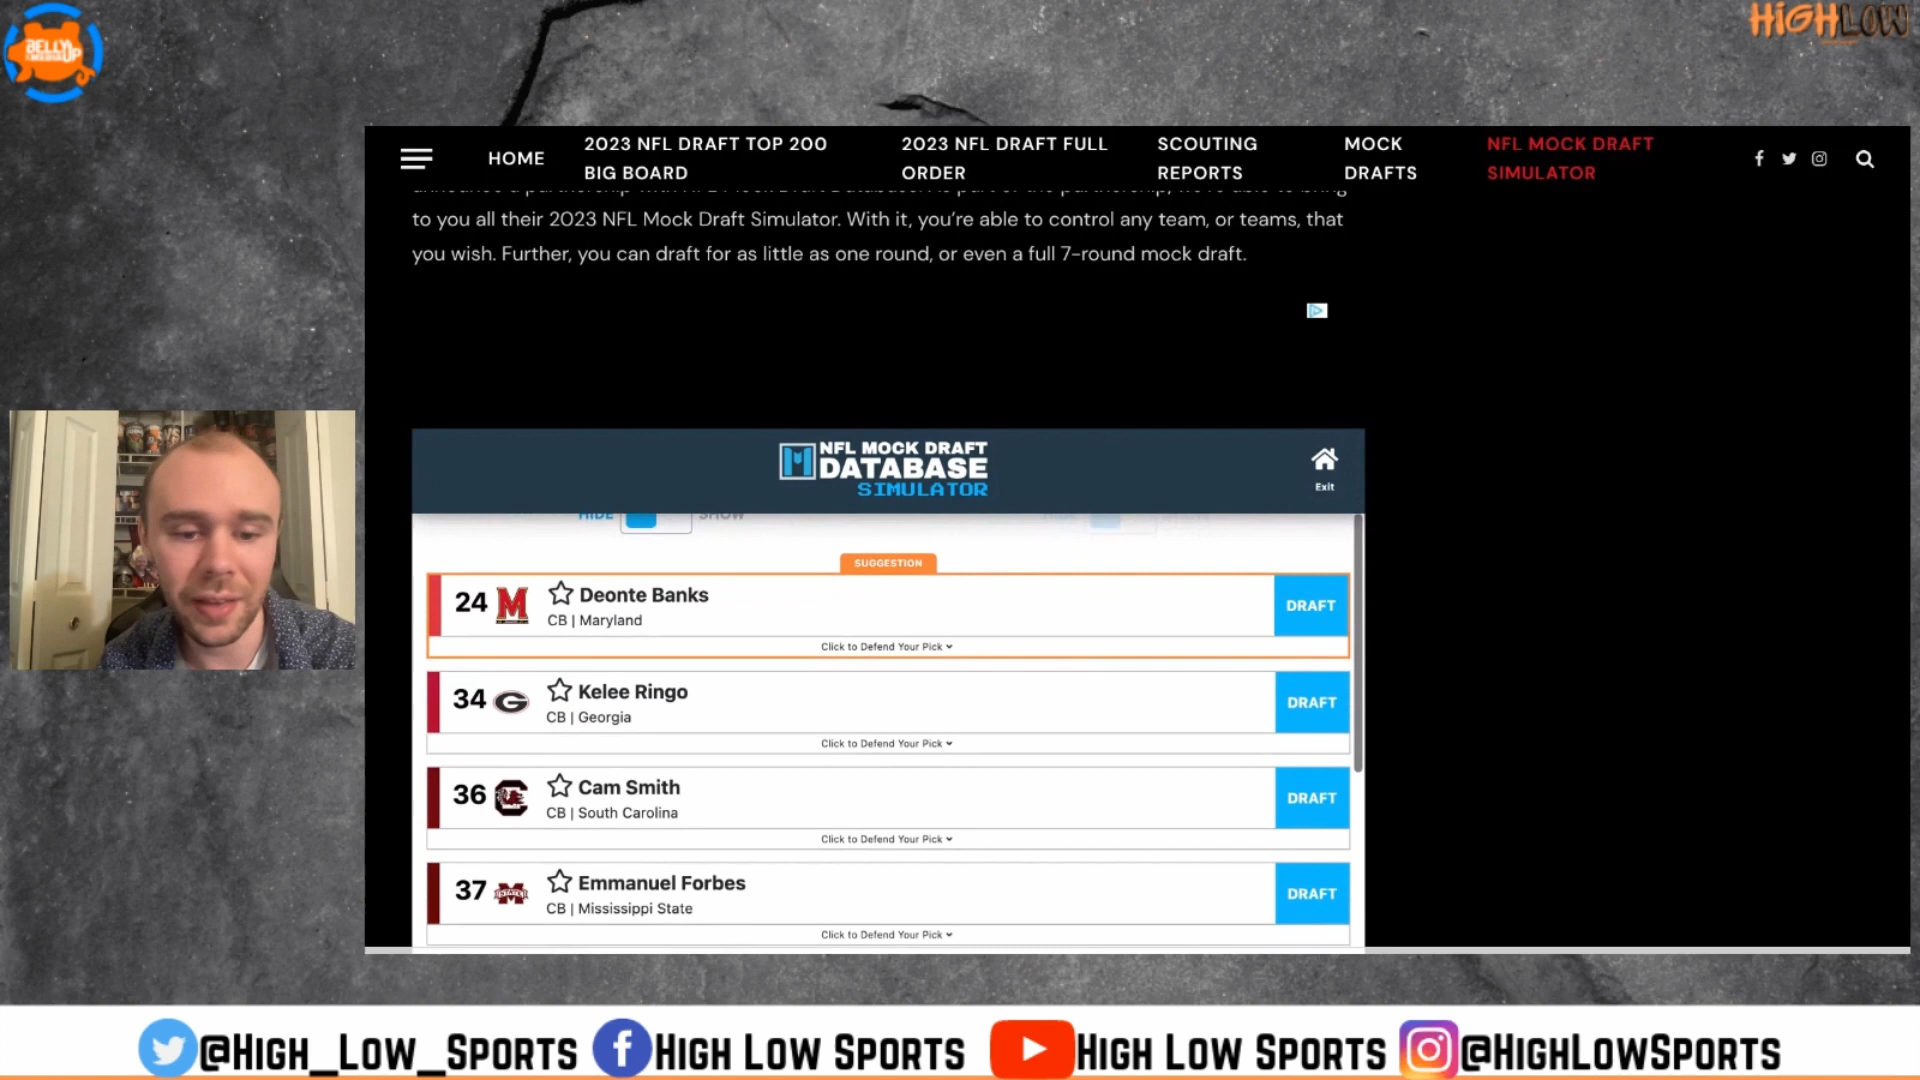 BELLY UP
MEDIA
HIGHLOW
HOME
2023 NFL DRAFT TOP 200
BIG BOARD
2023 NFL DRAFT FULL
ORDER
SCOUTING
REPORTS
MOCK
DRAFTS
NFL MOCK DRAFT
SIMULATOR
to you all their 2023 NFL Mock Draft Simulator. With it, you're able to control any team, or teams, that
you wish. Further, you can draft for as little as one round, or even a full 7-round mock draft.
NFL MOCK DRAFT
DATABASE
SIMULATOR
Exit
HIDE
SHOW
SUGGESTION
24 M Deonte Banks
CB | Maryland
DRAFT
Click to Defend Your Pick
34 G Kelee Ringo
CB | Georgia
DRAFT
Click to Defend Your Pick
36 Cam Smith
CB | South Carolina
DRAFT
Click to Defend Your Pick
37 Emmanuel Forbes
CB | Mississippi State
DRAFT
Click to Defend Your Pick
@HIGH_LOW_SPORTS
HIGH LOW SPORTS
HIGH LOW SPORTS
@HIGHLOWSPORTS